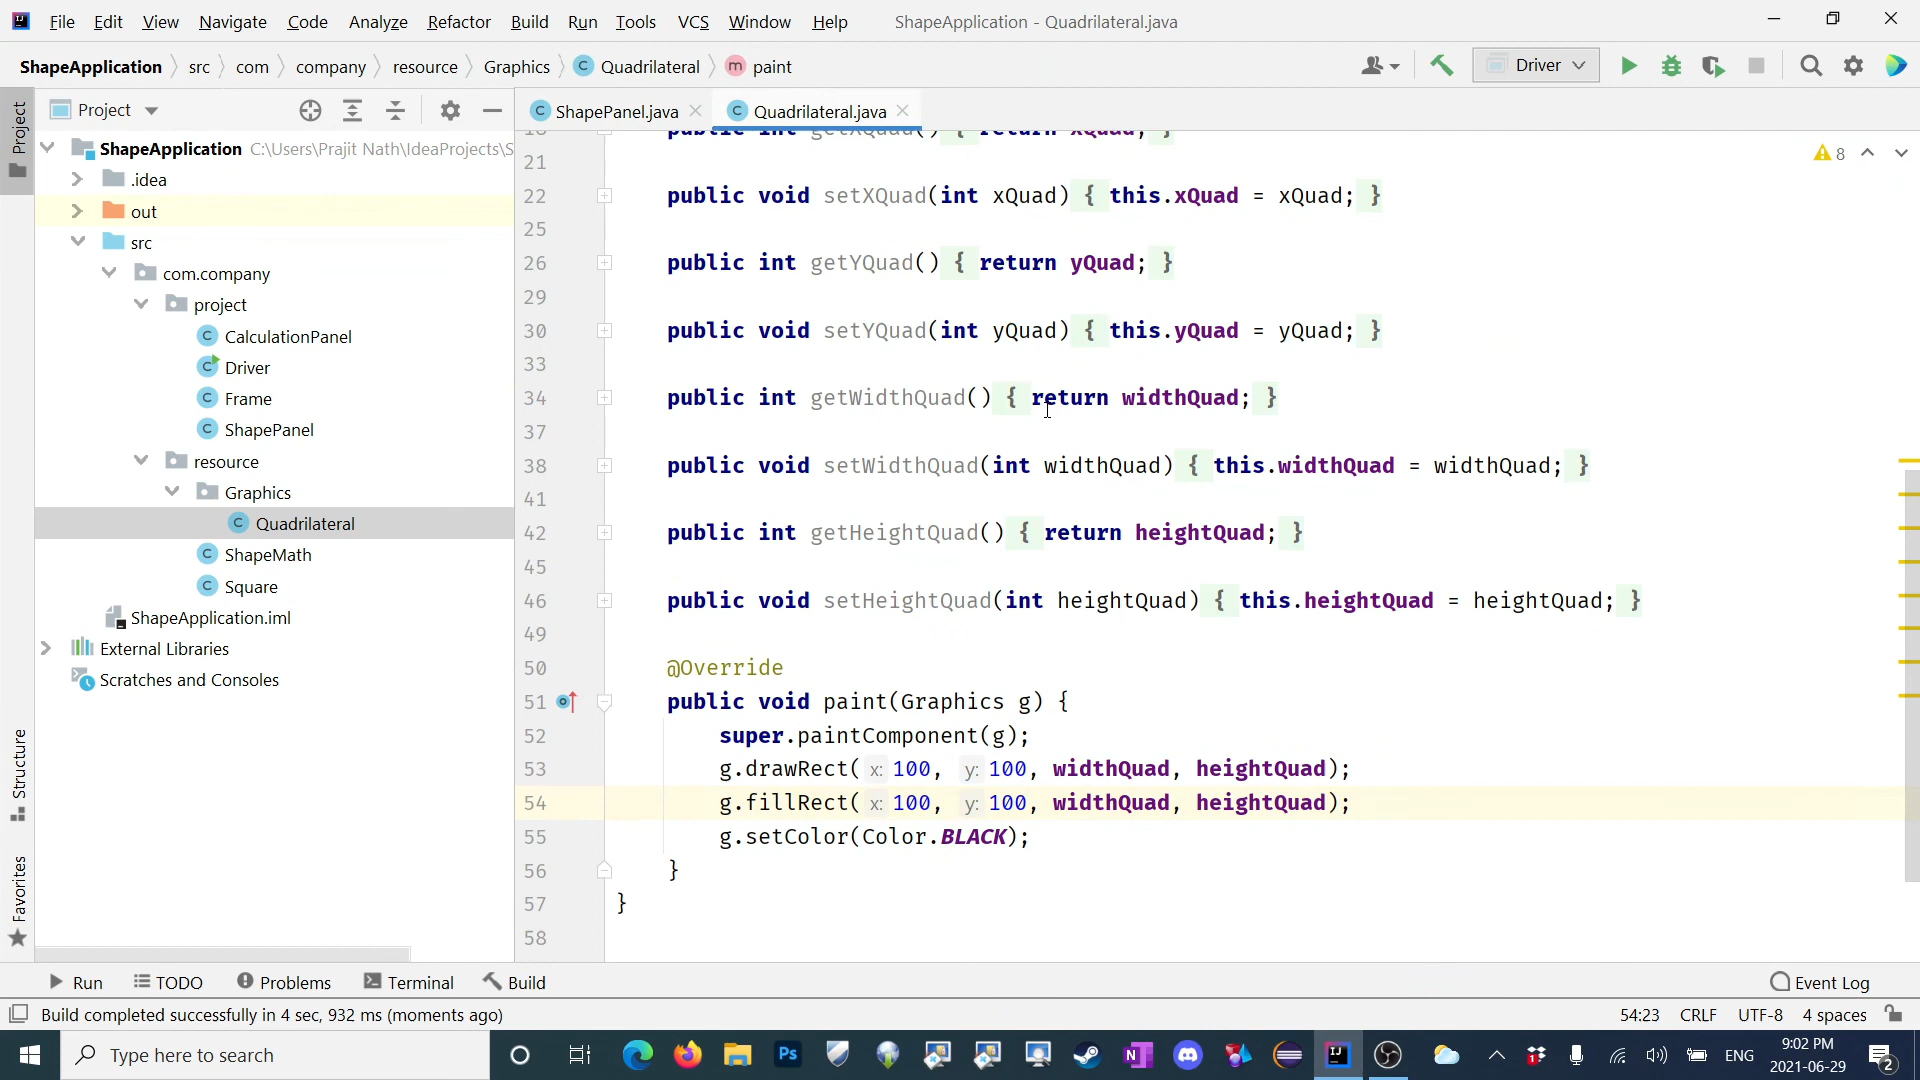 File Edit View Navigate Code Analyze Refactor Build Run Tools VCS Window Help ShapeApplication - Quadrilateral.java
ShapeApplication src com company resource Graphics Quadrilateral paint Driver
Project ShapePanel.java Quadrilateral.java
Project
ShapeApplication C:\Users\Prajit Nath\IdeaProjects\S
.idea
out
src
com.company
project
CalculationPanel
Driver
Frame
ShapePanel
resource
Graphics
Quadrilateral
ShapeMath
Square
ShapeApplication.iml
External Libraries
Scratches and Consoles
Structure
Favorites
8
public int getXQuad() { return xQuad; }
21
22 public void setXQuad(int xQuad) { this.xQuad = xQuad; }
25
26 public int getYQuad() { return yQuad; }
29
30 public void setYQuad(int yQuad) { this.yQuad = yQuad; }
33
34 public int getWidthQuad() { return widthQuad; }
37
38 public void setWidthQuad(int widthQuad) { this.widthQuad = widthQuad; }
41
42 public int getHeightQuad() { return heightQuad; }
45
46 public void setHeightQuad(int heightQuad) { this.heightQuad = heightQuad; }
49
50 @Override
51 public void paint(Graphics g) {
52 super.paintComponent(g);
53 g.drawRect( x: 100, y: 100, widthQuad, heightQuad);
54 g.fillRect( x: 100, y: 100, widthQuad, heightQuad);
55 g.setColor(Color.BLACK);
56 }
57 }
58
Run TODO Problems Terminal Build Event Log
Build completed successfully in 4 sec, 932 ms (moments ago) 54:23 CRLF UTF-8 4 spaces
Type here to search ENG 9:02 PM
2021-06-29 2